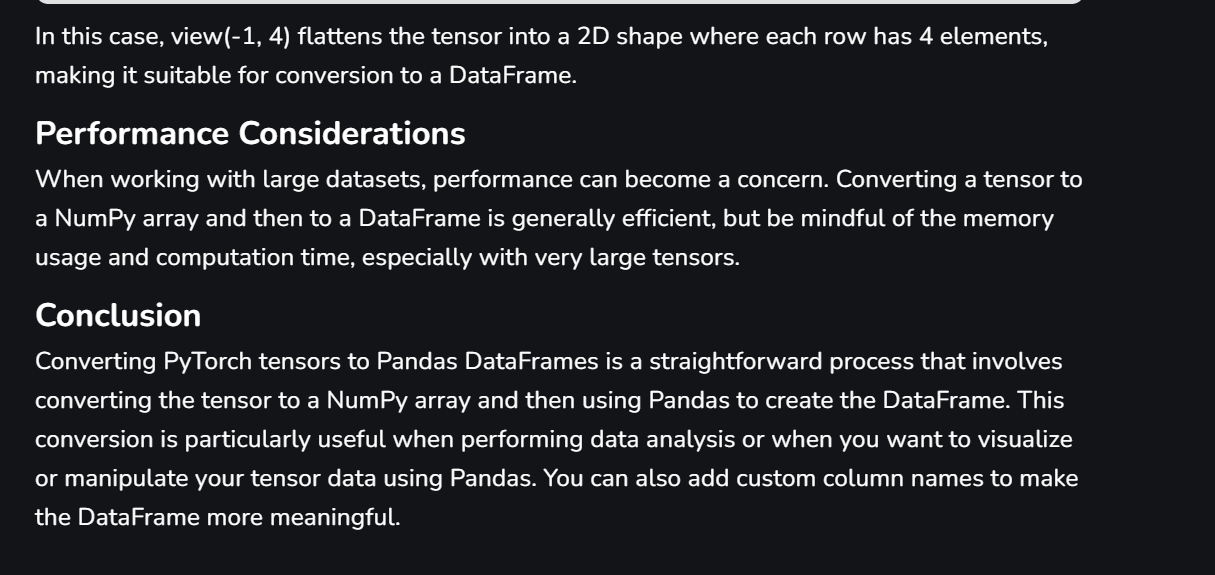 In this case, view(-1, 4) flattens the tensor into a 2D shape where each row has 4 elements,
making it suitable for conversion to a DataFrame.
Performance Considerations
When working with large datasets, performance can become a concern. Converting a tensor to
a NumPy array and then to a DataFrame is generally efficient, but be mindful of the memory
usage and computation time, especially with very large tensors.
Conclusion
Converting PyTorch tensors to Pandas DataFrames is a straightforward process that involves
converting the tensor to a NumPy array and then using Pandas to create the DataFrame. This
conversion is particularly useful when performing data analysis or when you want to visualize
or manipulate your tensor data using Pandas. You can also add custom column names to make
the DataFrame more meaningful.